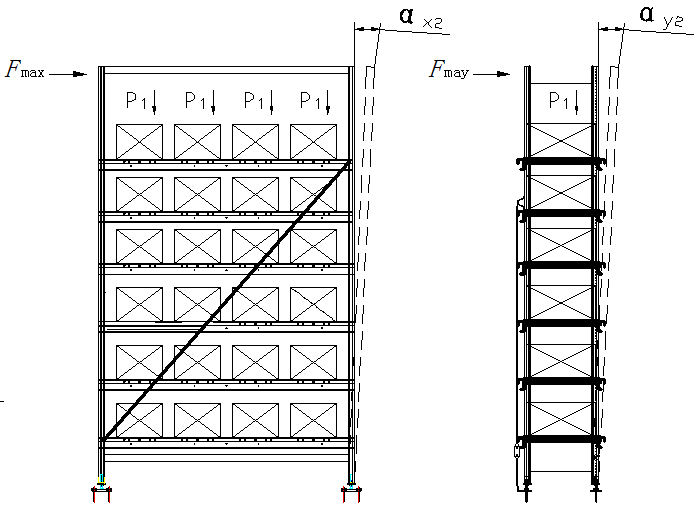 α x2
α y2
Fmax
Fmay
P1 P1 P1 P1
P1